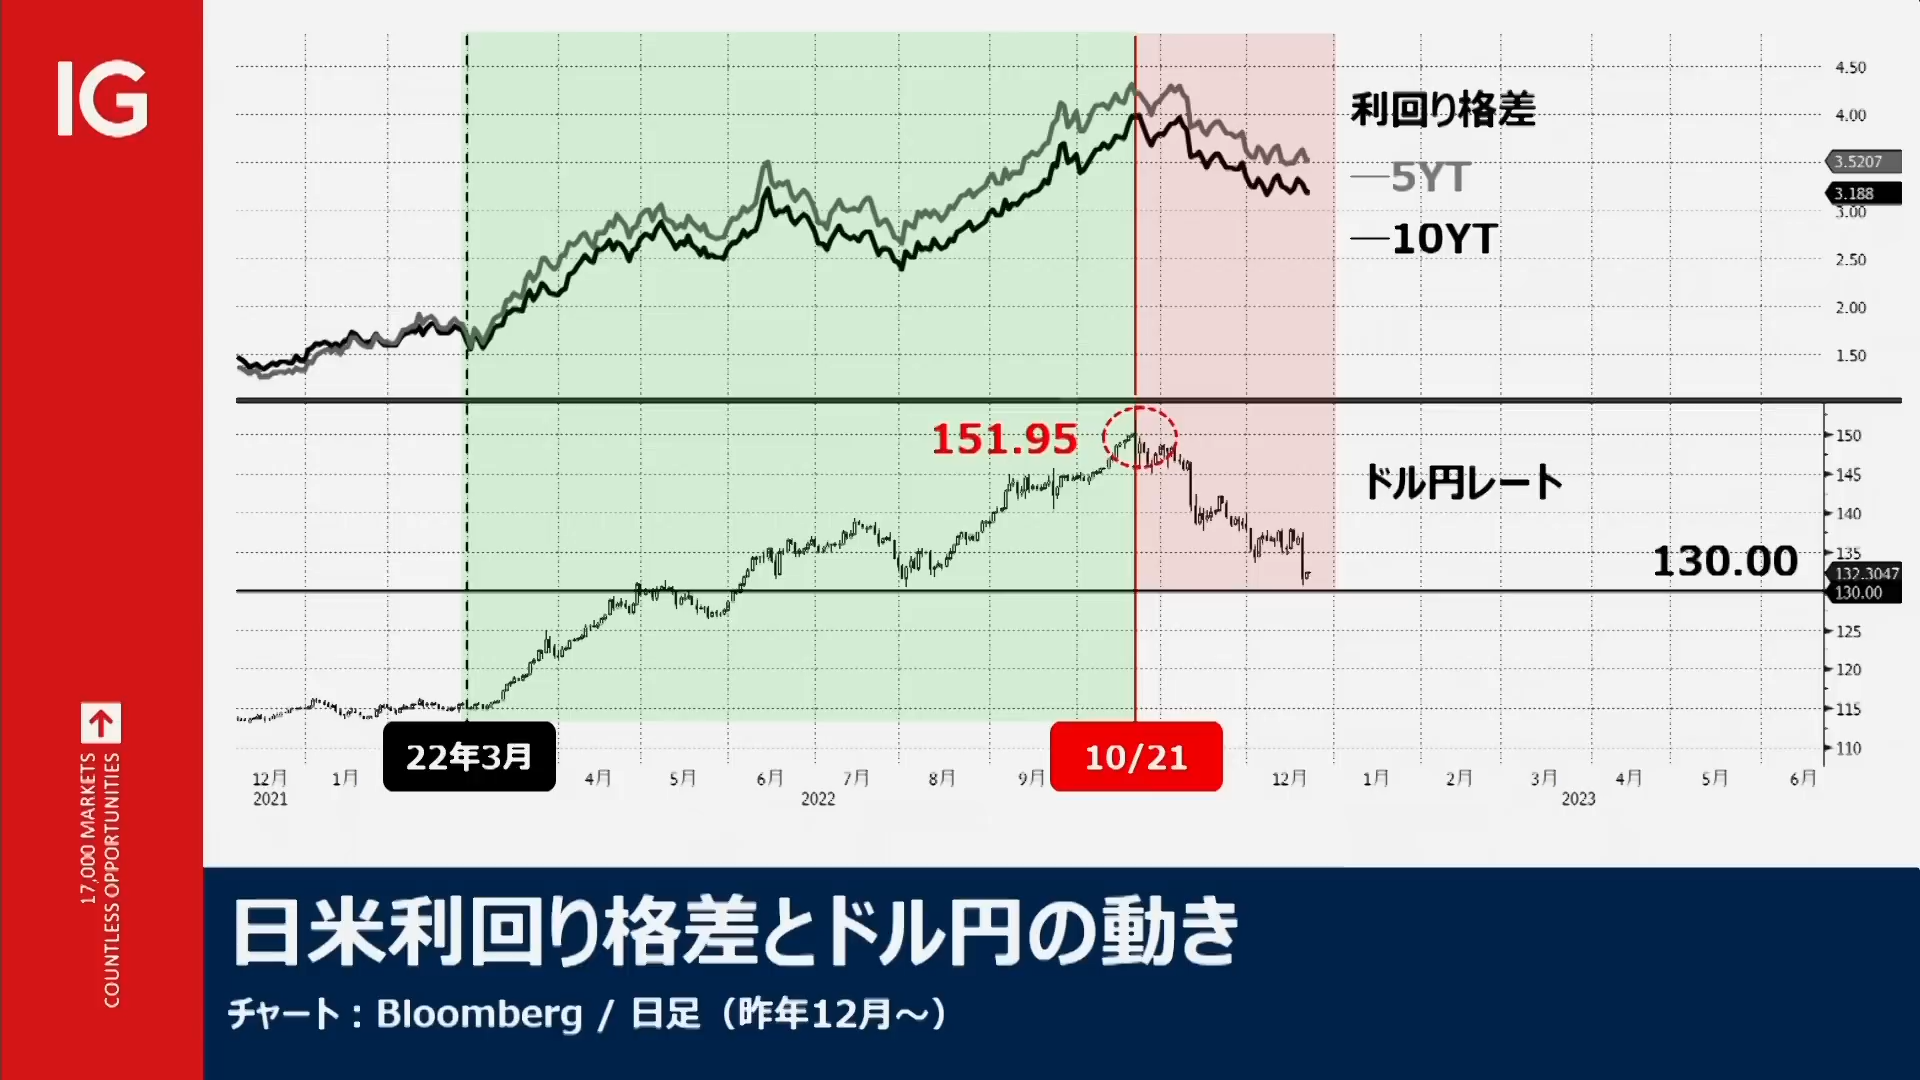 IG
17,000 MARKETS
COUNTLESS OPPORTUNITIES
4.50
利回り格差
4.00
3.5207
5YT
3.188
3.00
10YT
2.50
2.00
1.50
151.95
150
145
ドル円レート
140
135
130.00
132.3047
130.00
125
120
115
110
22年3月
10/21
12月 1月 4月 5月 6月 7月 8月 9月 12月 1月 2月 3月 4月 5月 6月
2021 2022 2023
日米利回り格差とドル円の動き
チャート：Bloomberg / 日足（昨年12月～）